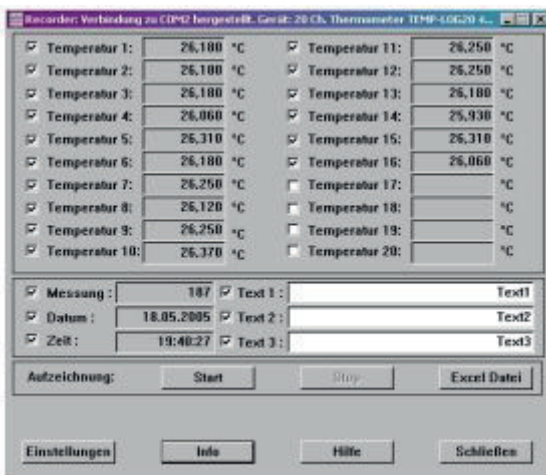 Recorder: Verbindung zu COM2 hergestellt. Gerät: 20 Ch. Thermometer TEMP-LOG20
Temperatur 1: 26,180 °C Temperatur 11: 26,250 °C
Temperatur 2: 26,180 °C Temperatur 12: 26,250 °C
Temperatur 3: 26,180 °C Temperatur 13: 26,180 °C
Temperatur 4: 26,060 °C Temperatur 14: 25,930 °C
Temperatur 5: 26,310 °C Temperatur 15: 26,310 °C
Temperatur 6: 26,180 °C Temperatur 16: 26,060 °C
Temperatur 7: 26,250 °C Temperatur 17: °C
Temperatur 8: 26,120 °C Temperatur 18: °C
Temperatur 9: 26,250 °C Temperatur 19: °C
Temperatur 10: 26,370 °C Temperatur 20: °C
Messung : 187 Text 1 : Text1
Datum : 18.05.2005 Text 2 : Text2
Zeit : 19:40:27 Text 3 : Text3
Aufzeichnung: Start Stop Excel Datei
Einstellungen Info Hilfe Schließen